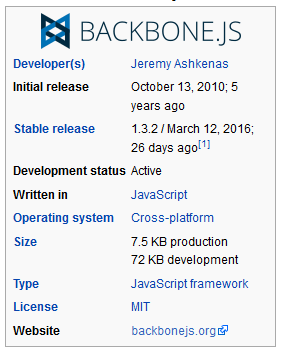 BACKBONE.JS
Developer(s) Jeremy Ashkenas
Initial release October 13, 2010; 5
years ago
Stable release 1.3.2 / March 12, 2016;
26 days ago[1]
Development status Active
Written in JavaScript
Operating system Cross-platform
Size 7.5 KB production
72 KB development
Type JavaScript framework
License MIT
Website backbonejs.org